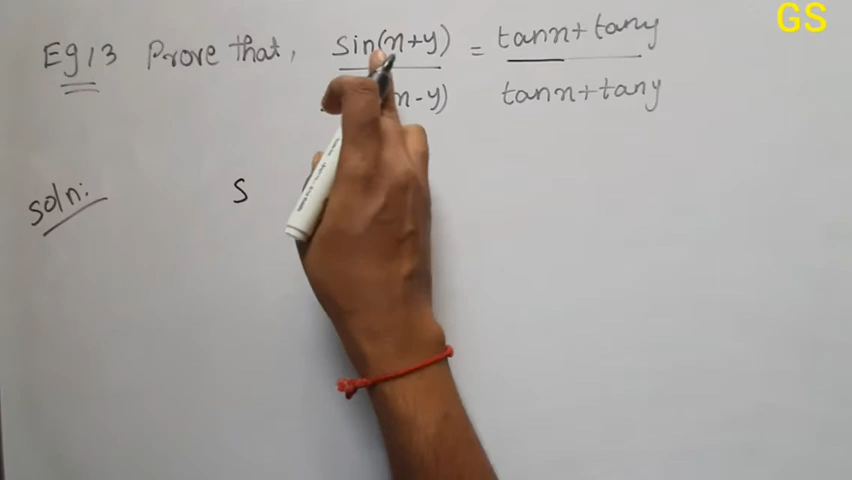 GS
Eg 13 Prove that, sin(x+y) = tanx + tany
x-y) tanx + tany
soln: S